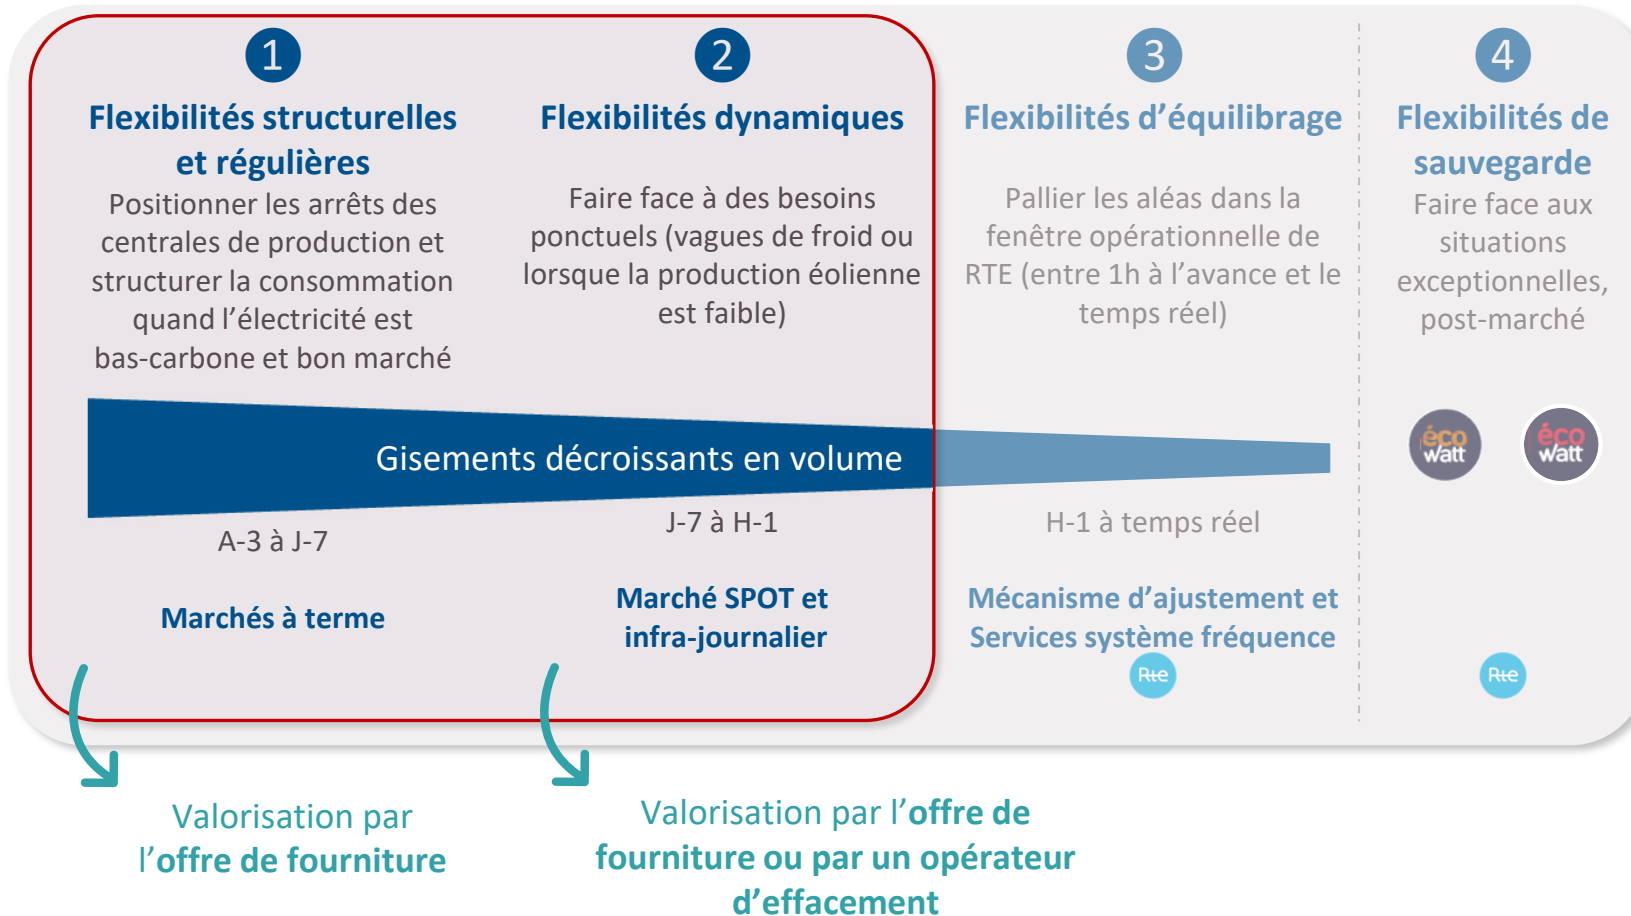 1
Flexibilités structurelles
et régulières
Positionner les arrêts des
centrales de production et
structurer la consommation
quand l’électricité est
bas-carbone et bon marché
2
Flexibilités dynamiques
Faire face à des besoins
ponctuels (vagues de froid ou
lorsque la production éolienne
est faible)
3
Flexibilités d’équilibrage
Pallier les aléas dans la
fenêtre opérationnelle de
RTE (entre 1h à l’avance et le
temps réel)
4
Flexibilités de
sauvegarde
Faire face aux
situations
exceptionnelles,
post-marché
Gisements décroissants en volume
éco
watt
éco
watt
A-3 à J-7
J-7 à H-1
H-1 à temps réel
Marchés à terme
Marché SPOT et
infra-journalier
Mécanisme d’ajustement et
Services système fréquence
Rte
Rte
Valorisation par
l’offre de fourniture
Valorisation par l’offre de
fourniture ou par un opérateur
d’effacement